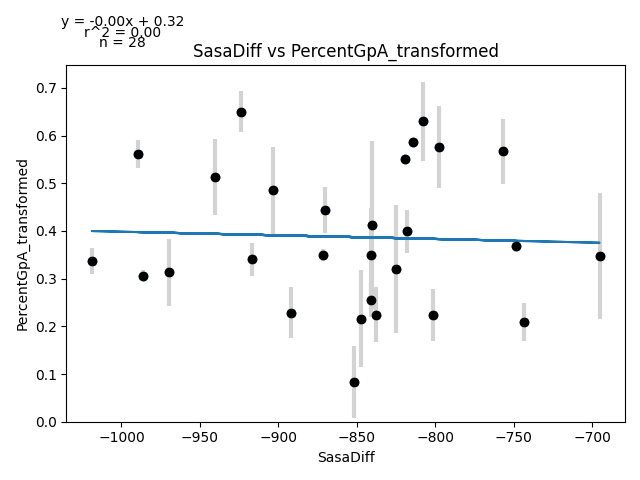 y = -0.00x + 0.32
r^2 = 0.00
n = 28
SasaDiff vs PercentGpA_transformed
PercentGpA_transformed
0.7
0.6
0.5
0.4
0.3
0.2
0.1
0.0
−1000 −950 −900 −850 −800 −750 −700
SasaDiff